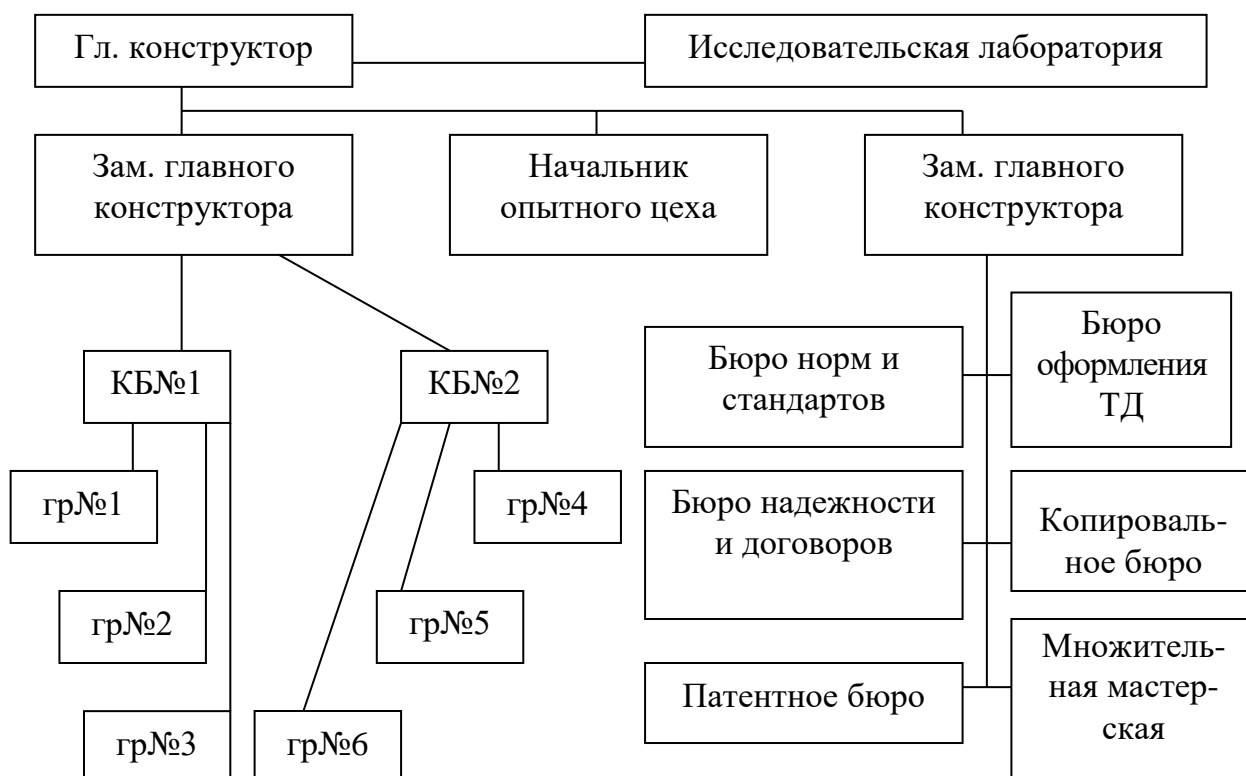 Гл. конструктор
Исследовательская лаборатория
Зам. главного
конструктора
Начальник
опытного цеха
Зам. главного
конструктора
КБ№1
КБ№2
гр№1
гр№2
гр№3
гр№4
гр№5
гр№6
Бюро норм и
стандартов
Бюро
оформления
ТД
Бюро надежности
и договоров
Копироваль-
ное бюро
Патентное бюро
Множитель-
ная мастер-
ская